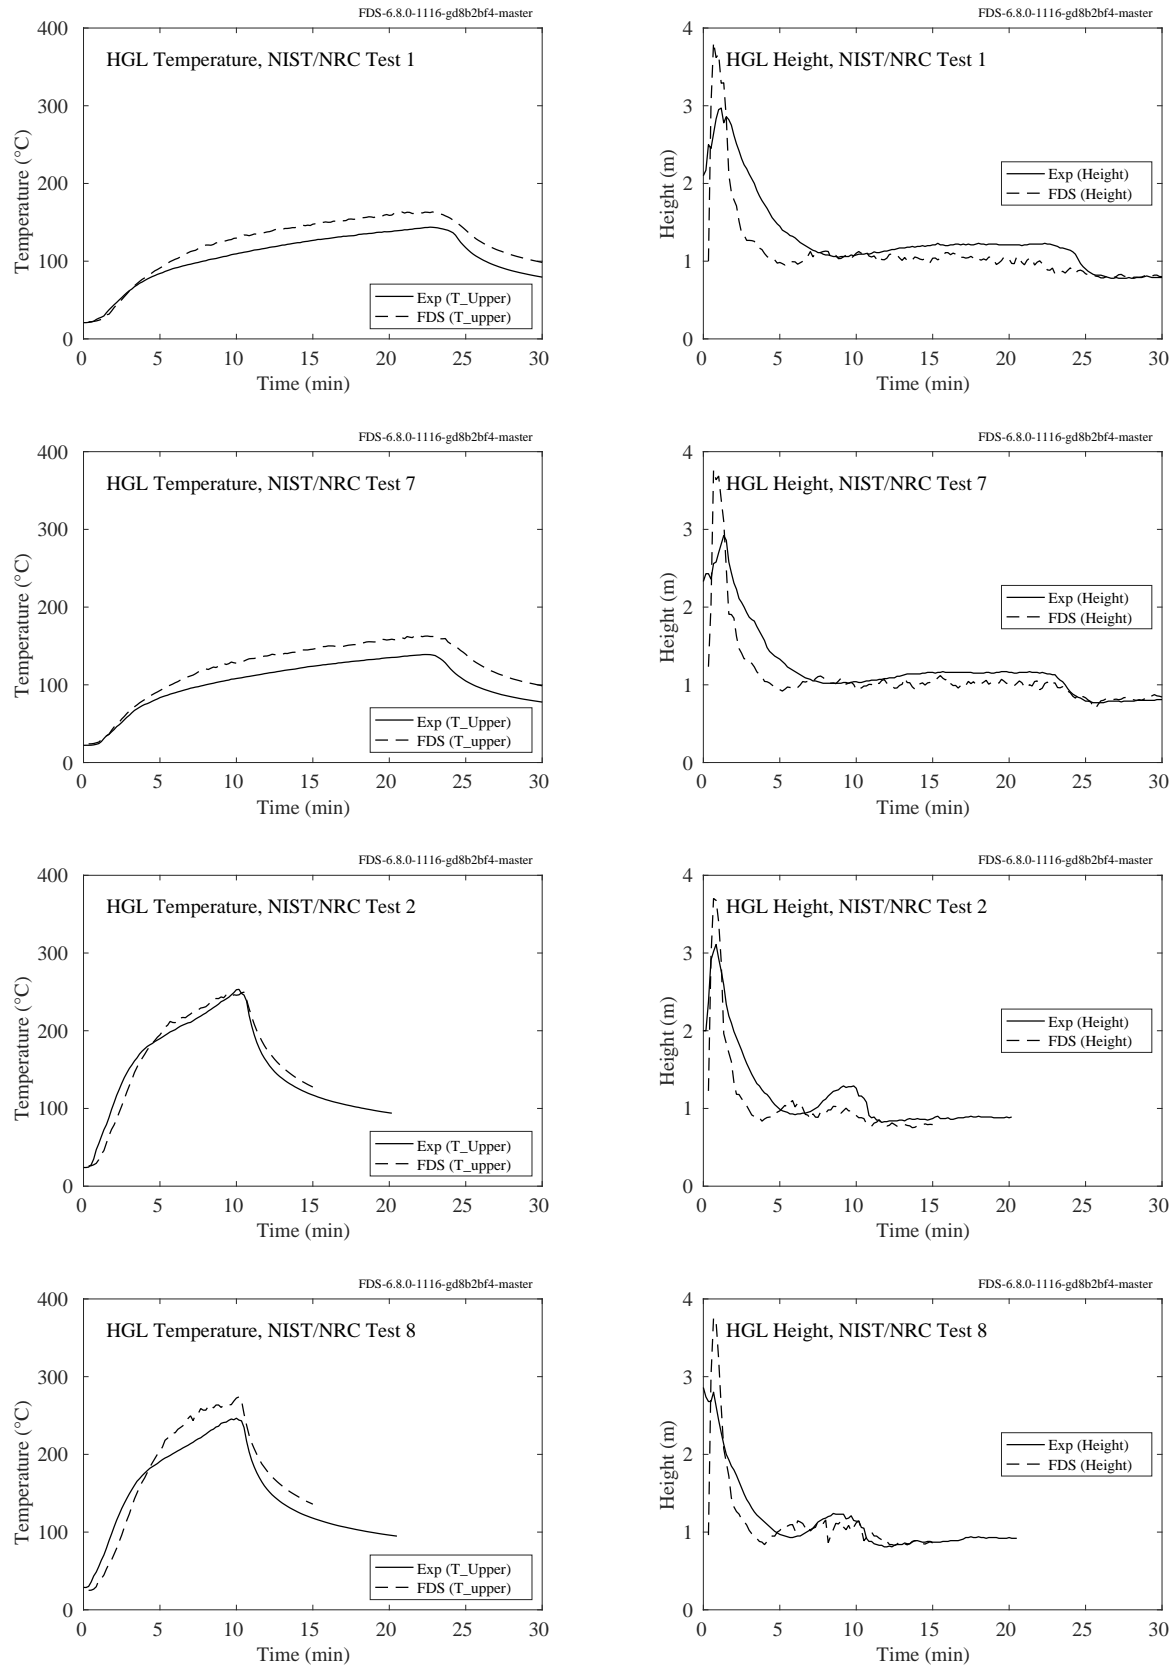 FDS-6.8.0-1116-gd8b2bf4-master
HGL Temperature, NIST/NRC Test 1
Temperature (°C)
400
300
200
100
0
Exp (T_Upper)
FDS (T_upper)
0 5 10 15 20 25 30
Time (min)
FDS-6.8.0-1116-gd8b2bf4-master
HGL Height, NIST/NRC Test 1
Height (m)
4
3
2
1
0
Exp (Height)
FDS (Height)
0 5 10 15 20 25 30
Time (min)
FDS-6.8.0-1116-gd8b2bf4-master
HGL Temperature, NIST/NRC Test 7
Temperature (°C)
400
300
200
100
0
Exp (T_Upper)
FDS (T_upper)
0 5 10 15 20 25 30
Time (min)
FDS-6.8.0-1116-gd8b2bf4-master
HGL Height, NIST/NRC Test 7
Height (m)
4
3
2
1
0
Exp (Height)
FDS (Height)
0 5 10 15 20 25 30
Time (min)
FDS-6.8.0-1116-gd8b2bf4-master
HGL Temperature, NIST/NRC Test 2
Temperature (°C)
400
300
200
100
0
Exp (T_Upper)
FDS (T_upper)
0 5 10 15 20 25 30
Time (min)
FDS-6.8.0-1116-gd8b2bf4-master
HGL Height, NIST/NRC Test 2
Height (m)
4
3
2
1
0
Exp (Height)
FDS (Height)
0 5 10 15 20 25 30
Time (min)
FDS-6.8.0-1116-gd8b2bf4-master
HGL Temperature, NIST/NRC Test 8
Temperature (°C)
400
300
200
100
0
Exp (T_Upper)
FDS (T_upper)
0 5 10 15 20 25 30
Time (min)
FDS-6.8.0-1116-gd8b2bf4-master
HGL Height, NIST/NRC Test 8
Height (m)
4
3
2
1
0
Exp (Height)
FDS (Height)
0 5 10 15 20 25 30
Time (min)